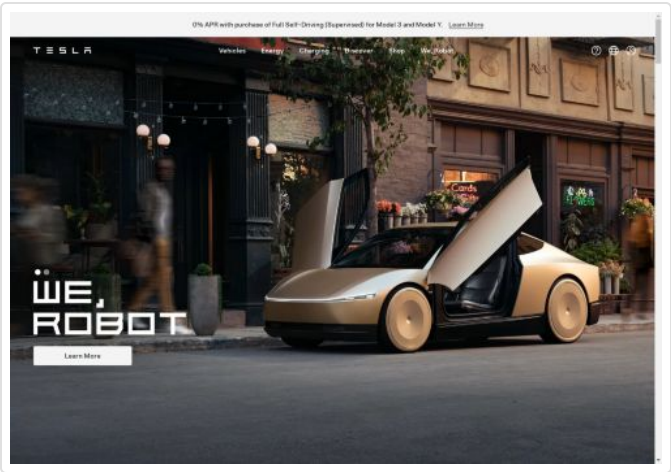 0% APR with purchase of Full Self-Driving (Supervised) for Model 3 and Model Y. Learn More
TESLA Vehicles Energy Charging Discover Shop We, Robot
Cards
WE,
ROBOT
Learn More